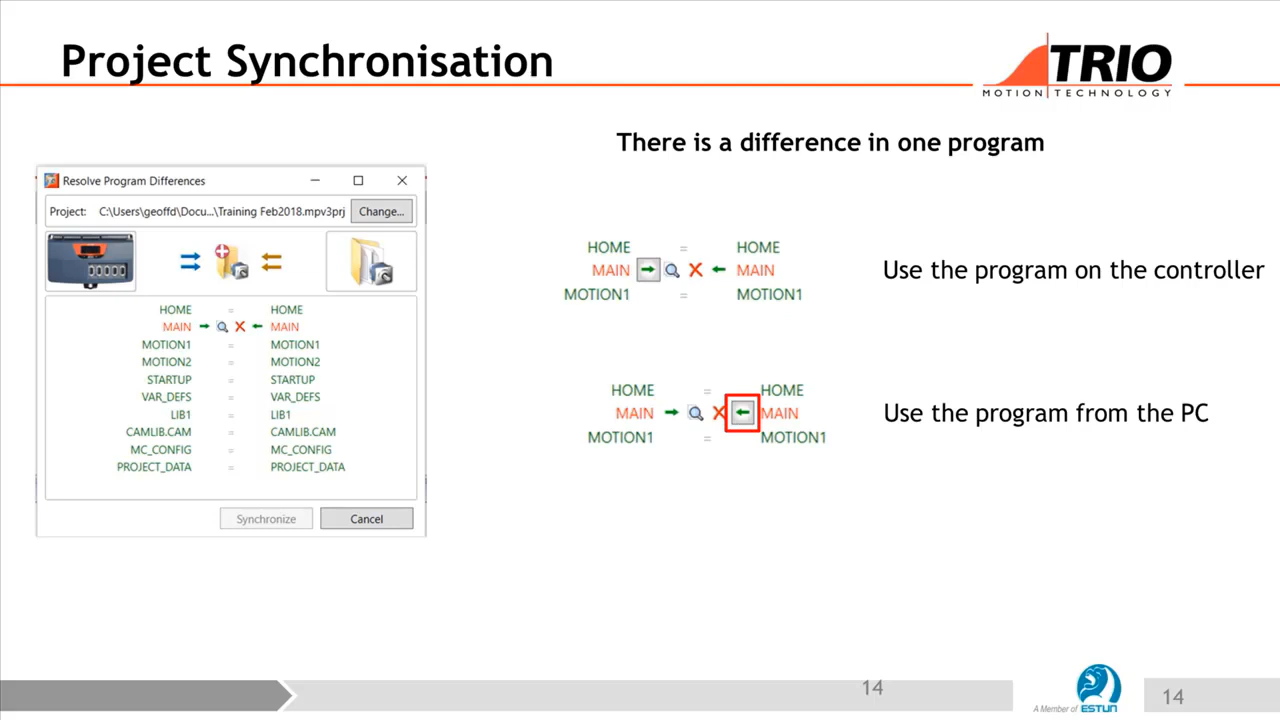 Project Synchronisation
TRIO
MOTION TECHNOLOGY
There is a difference in one program
Resolve Program Differences
Project: C:\Users\geoffd\Docu...\Training Feb2018.mpv3prj Change...
HOME = HOME
MAIN MAIN
MOTION1 = MOTION1
MOTION2 = MOTION2
STARTUP = STARTUP
VAR_DEFS = VAR_DEFS
LIB1 = LIB1
CAMLIB.CAM = CAMLIB.CAM
MC_CONFIG = MC_CONFIG
PROJECT_DATA = PROJECT_DATA
Synchronize Cancel
HOME = HOME
MAIN MAIN
MOTION1 = MOTION1
Use the program on the controller
HOME = HOME
MAIN MAIN
MOTION1 = MOTION1
Use the program from the PC
14
A Member of ESTUN
14